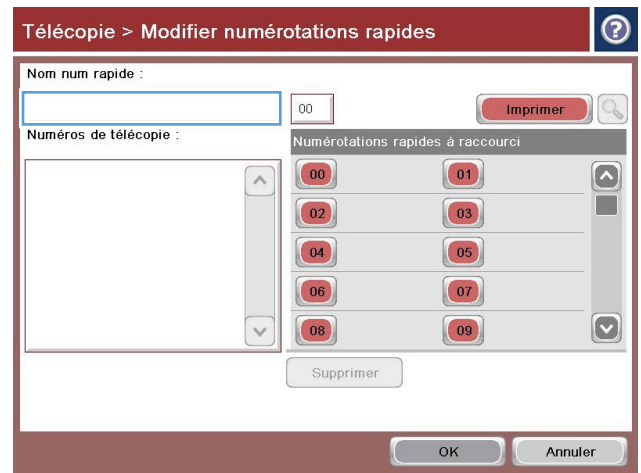 Télécopie > Modifier numérotations rapides
?
Nom num rapide :
00
Imprimer
Numéros de télécopie :
Numérotations rapides à raccourci
00 01
02 03
04 05
06 07
08 09
Supprimer
OK Annuler